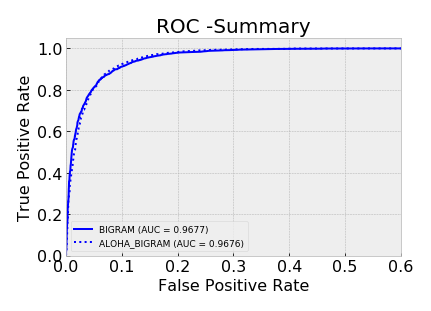 ROC -Summary
True Positive Rate
1.0
0.8
0.6
0.4
0.2
0.0
BIGRAM (AUC = 0.9677)
ALOHA_BIGRAM (AUC = 0.9676)
0.0 0.1 0.2 0.3 0.4 0.5 0.6
False Positive Rate